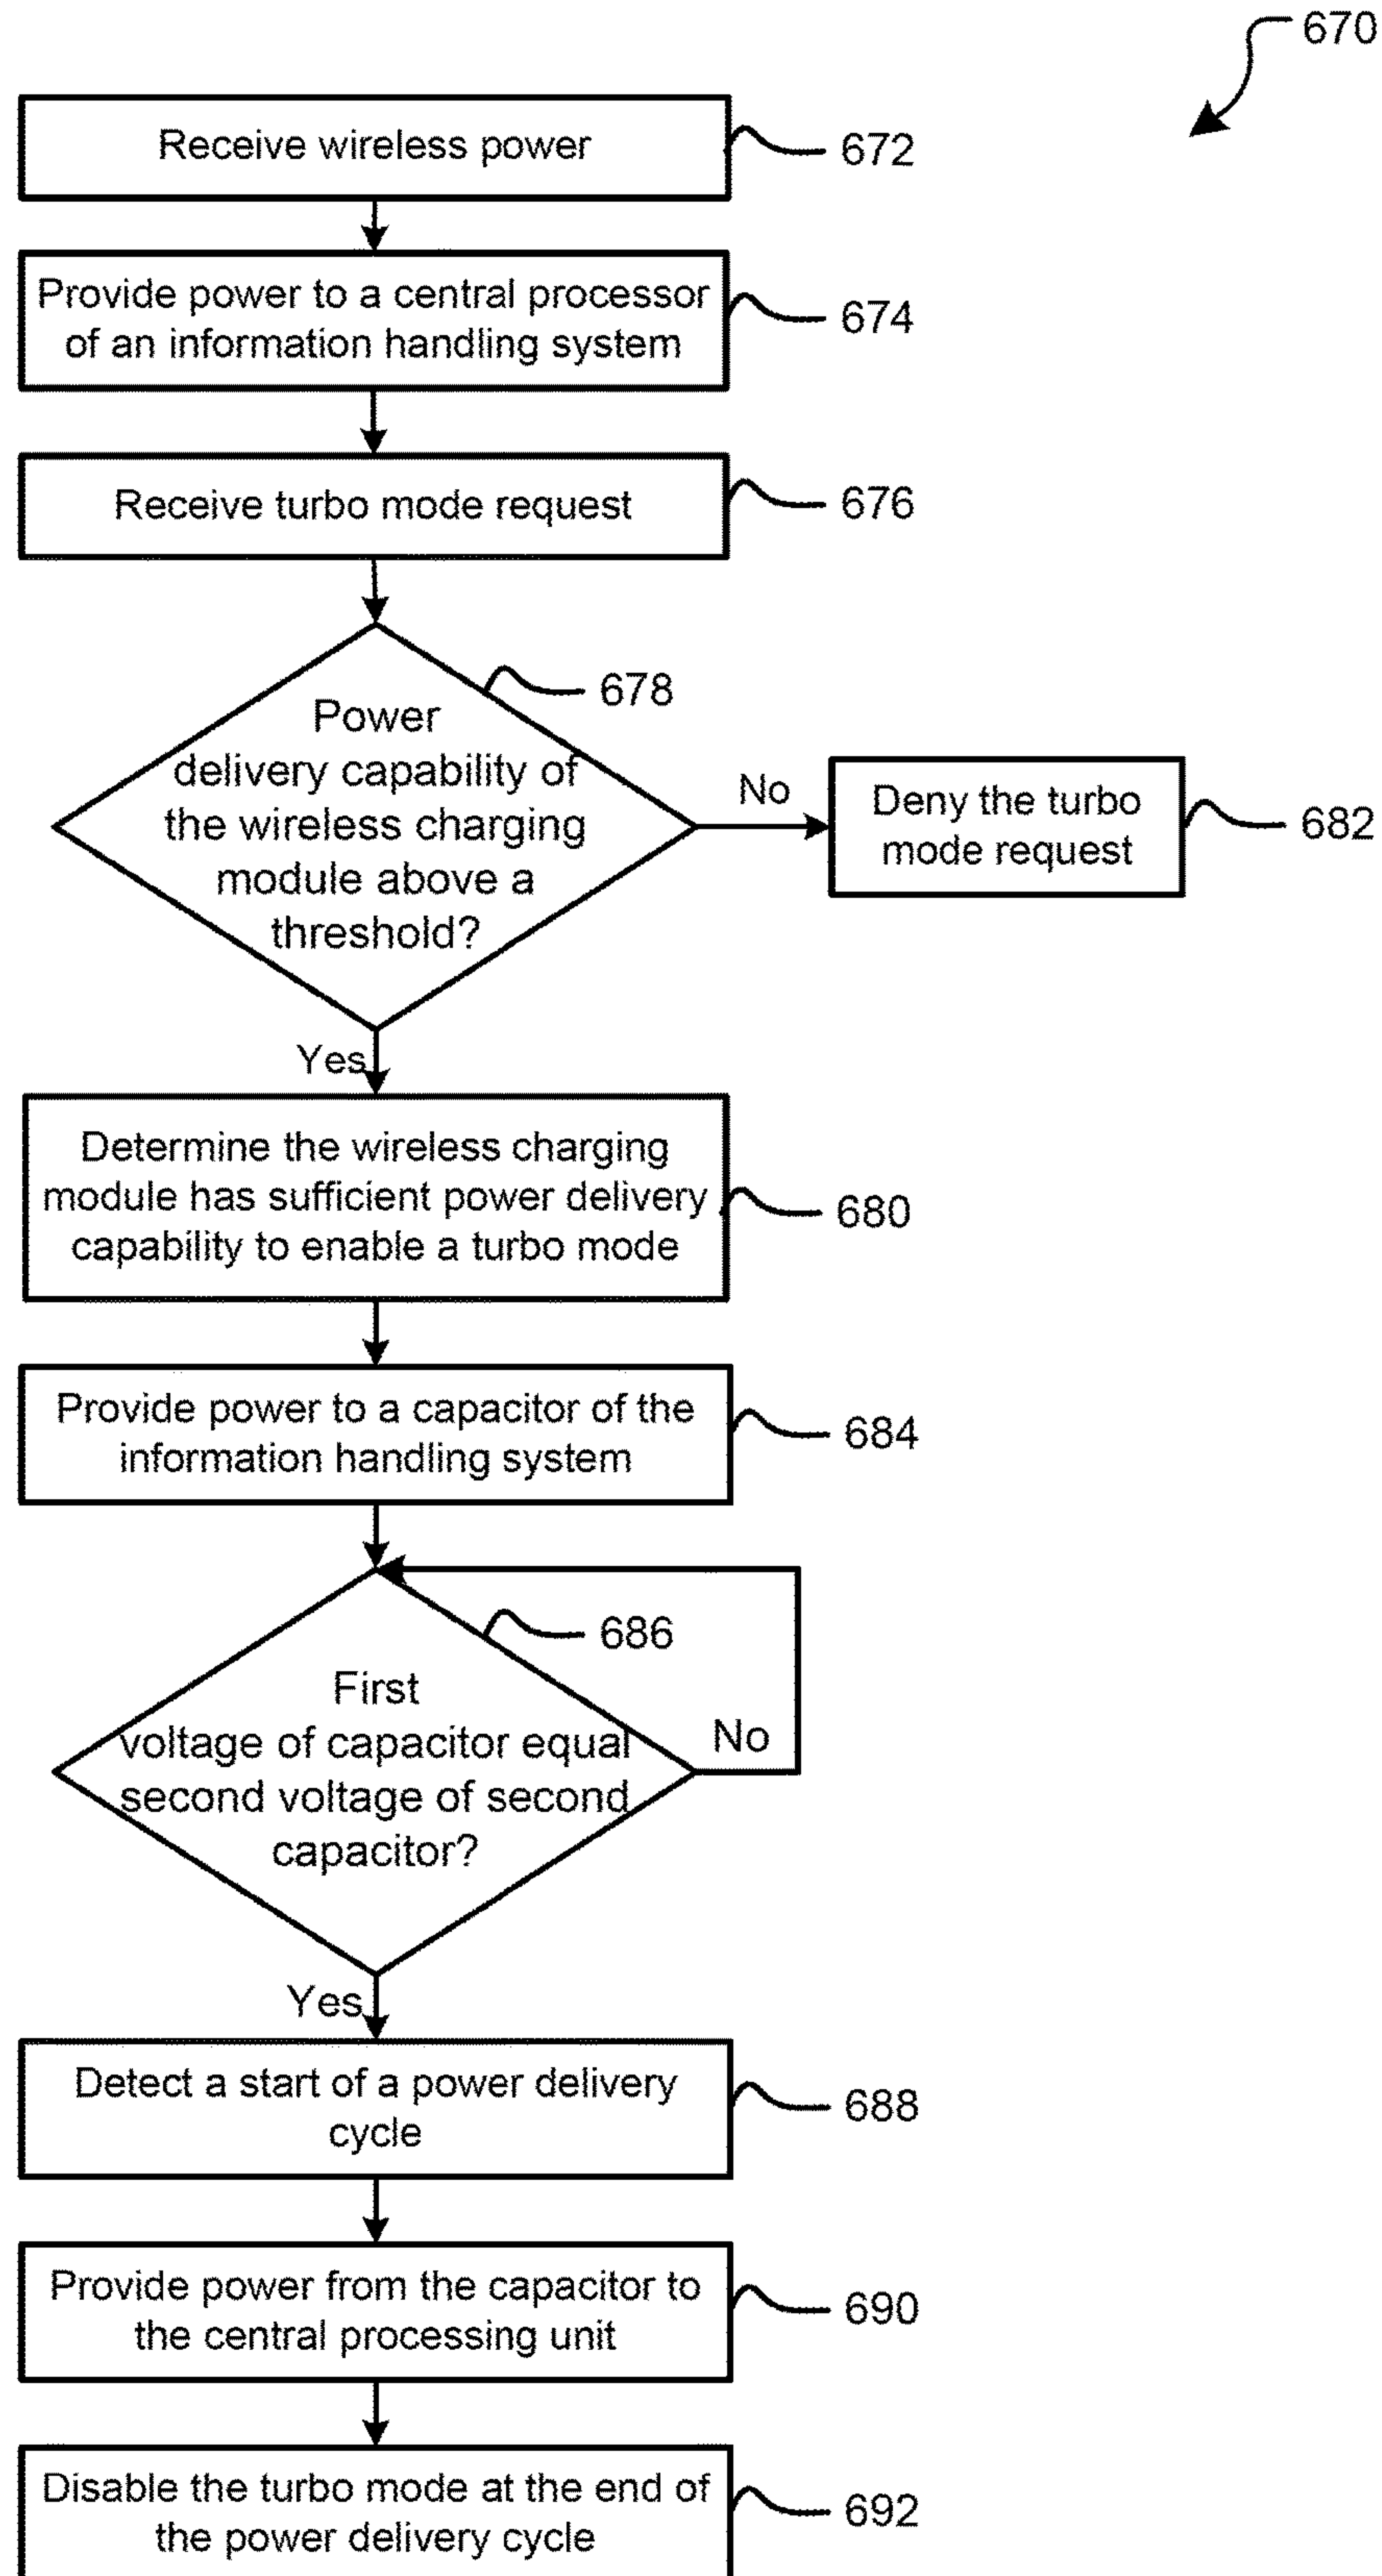 670
Receive wireless power
672
Provide power to a central processor
of an information handling system
674
Receive turbo mode request
676
678
Power
delivery capability of
the wireless charging
module above a
threshold?
No
Deny the turbo
mode request
682
Yes
Determine the wireless charging
module has sufficient power delivery
capability to enable a turbo mode
680
Provide power to a capacitor of the
information handling system
684
686
First
voltage of capacitor equal
second voltage of second
capacitor?
No
Yes
Detect a start of a power delivery
cycle
688
Provide power from the capacitor to
the central processing unit
690
Disable the turbo mode at the end of
the power delivery cycle
692